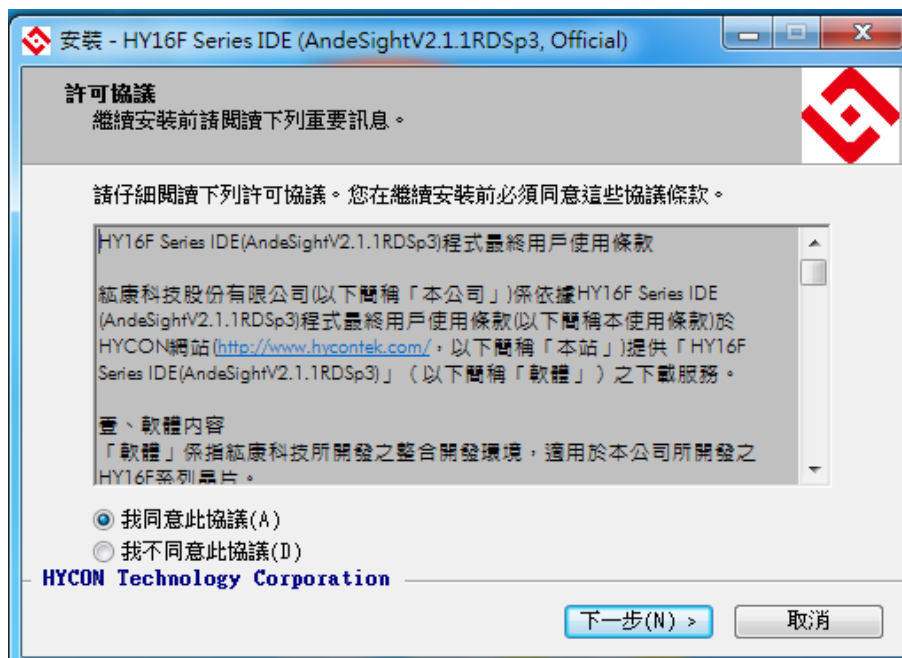 安裝 - HY16F Series IDE (AndeSightV2.1.1RDSp3, Official)
許可協議
繼續安裝前請閱讀下列重要訊息。
請仔細閱讀下列許可協議。您在繼續安裝前必須同意這些協議條款。
HY16F Series IDE(AndeSightV2.1.1RDSp3)程式最終用戶使用條款
紘康科技股份有限公司(以下簡稱「本公司」)係依據HY16F Series IDE
(AndeSightV2.1.1RDSp3)程式最終用戶使用條款(以下簡稱本使用條款)於
HYCON網站(http://www.hycontek.com/，以下簡稱「本站」)提供「HY16F
Series IDE(AndeSightV2.1.1RDSp3)」（以下簡稱「軟體」）之下載服務。
壹、軟體內容
「軟體」係指紘康科技所開發之整合開發環境，適用於本公司所開發之
HY16F系列晶片。
我同意此協議(A)
我不同意此協議(D)
HYCON Technology Corporation
下一步(N) >
取消